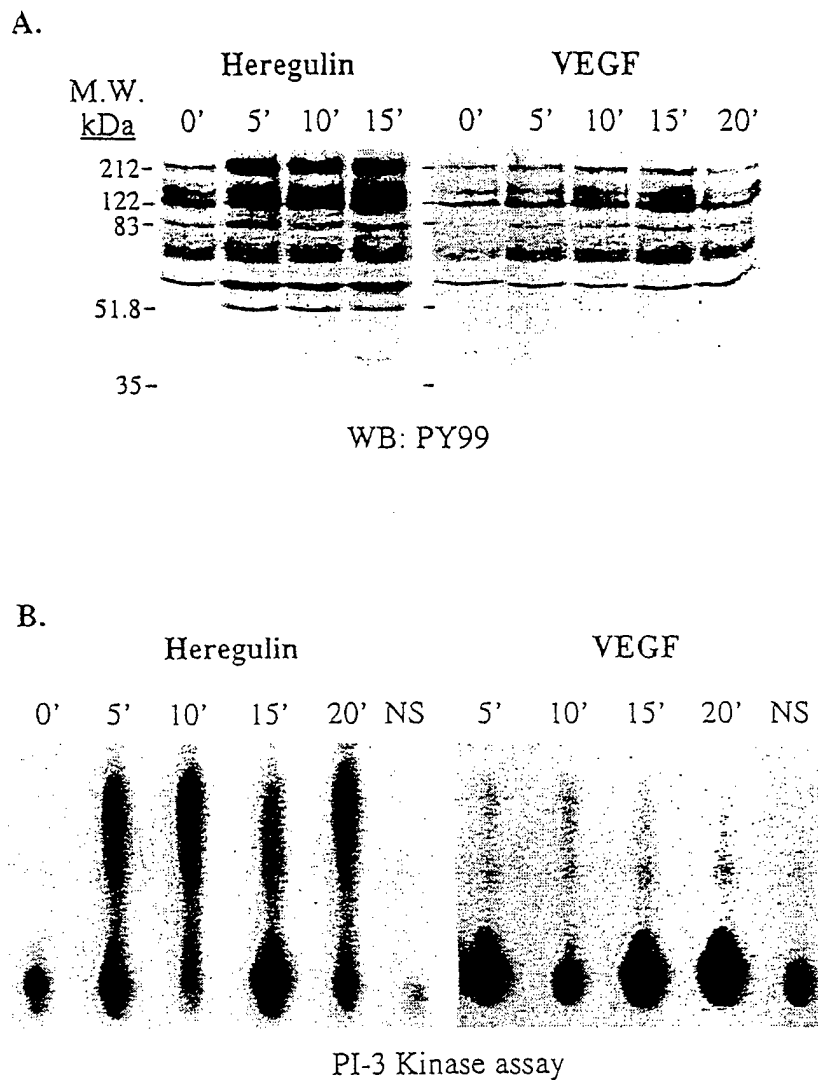 A.
Heregulin VEGF
M.W.
kDa 0' 5' 10' 15' 0' 5' 10' 15' 20'
212-
122-
83-
51.8-
35-
WB: PY99
B.
Heregulin VEGF
0' 5' 10' 15' 20' NS 5' 10' 15' 20' NS
PI-3 Kinase assay